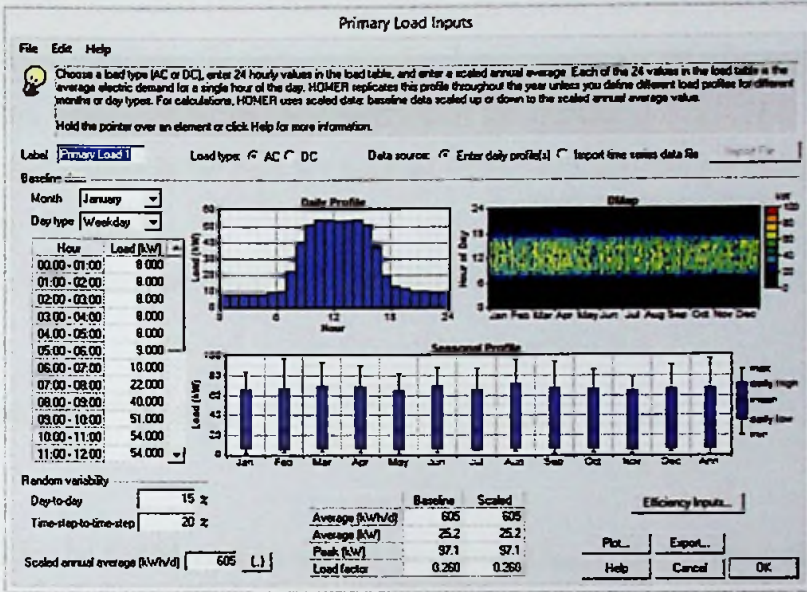 Primary Load Inputs
File Edit Help
Choose a load type (AC or DC), enter 24 hourly values in the load table, and enter a scaled annual average. Each of the 24 values in the load table is the
average electric demand for a single hour of the day. HOMER replicates this profile throughout the year unless you define different load profiles for different
months or day types. For calculations, HOMER uses scaled data: baseline data scaled up or down to the scaled annual average value.
Hold the pointer over an element or click Help for more information.
Label Primary Load 1 Load type: AC DC Data source: Enter daily profile(s) Import time series data file Import File...
Baseline data
Month January
Day type Weekday
Hour Load (kW)
00:00 - 01:00 8.000
01:00 - 02:00 8.000
02:00 - 03:00 8.000
03:00 - 04:00 8.000
04:00 - 05:00 8.000
05:00 - 06:00 9.000
06:00 - 07:00 10.000
07:00 - 08:00 22.000
08:00 - 09:00 40.000
09:00 - 10:00 51.000
10:00 - 11:00 54.000
11:00 - 12:00 54.000
Daily Profile
Load (kW)
0 6 12 18 24
Hour
DMap
Hour of Day
24
18
12
6
0
Jan Feb Mar Apr May Jun Jul Aug Sep Oct Nov Dec
kW
Seasonal Profile
Load (kW)
Jan Feb Mar Apr May Jun Jul Aug Sep Oct Nov Dec Ann
max
daily high
mean
daily low
min
Random variability
Day-to-day 15 %
Time-step-to-time-step 20 %
Scaled annual average (kWh/d) 605 {..}
Baseline Scaled
Average (kWh/d) 605 605
Average (kW) 25.2 25.2
Peak (kW) 97.1 97.1
Load factor 0.260 0.260
Efficiency Inputs...
Plot... Export...
Help Cancel OK